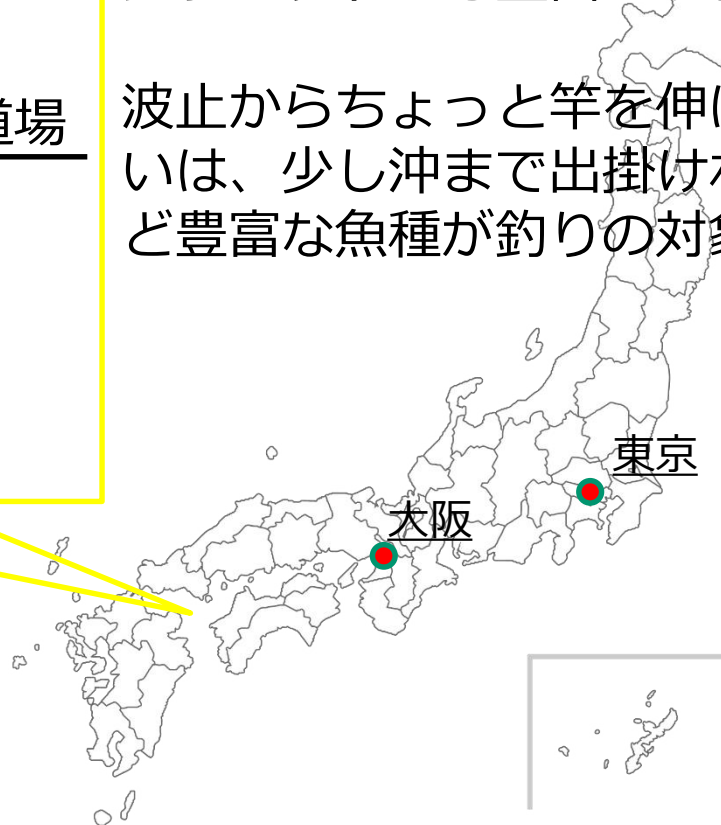 道場
波止からちょっと竿を伸
いは、少し沖まで出掛け
ど豊富な魚種が釣りの対象
東京
大阪